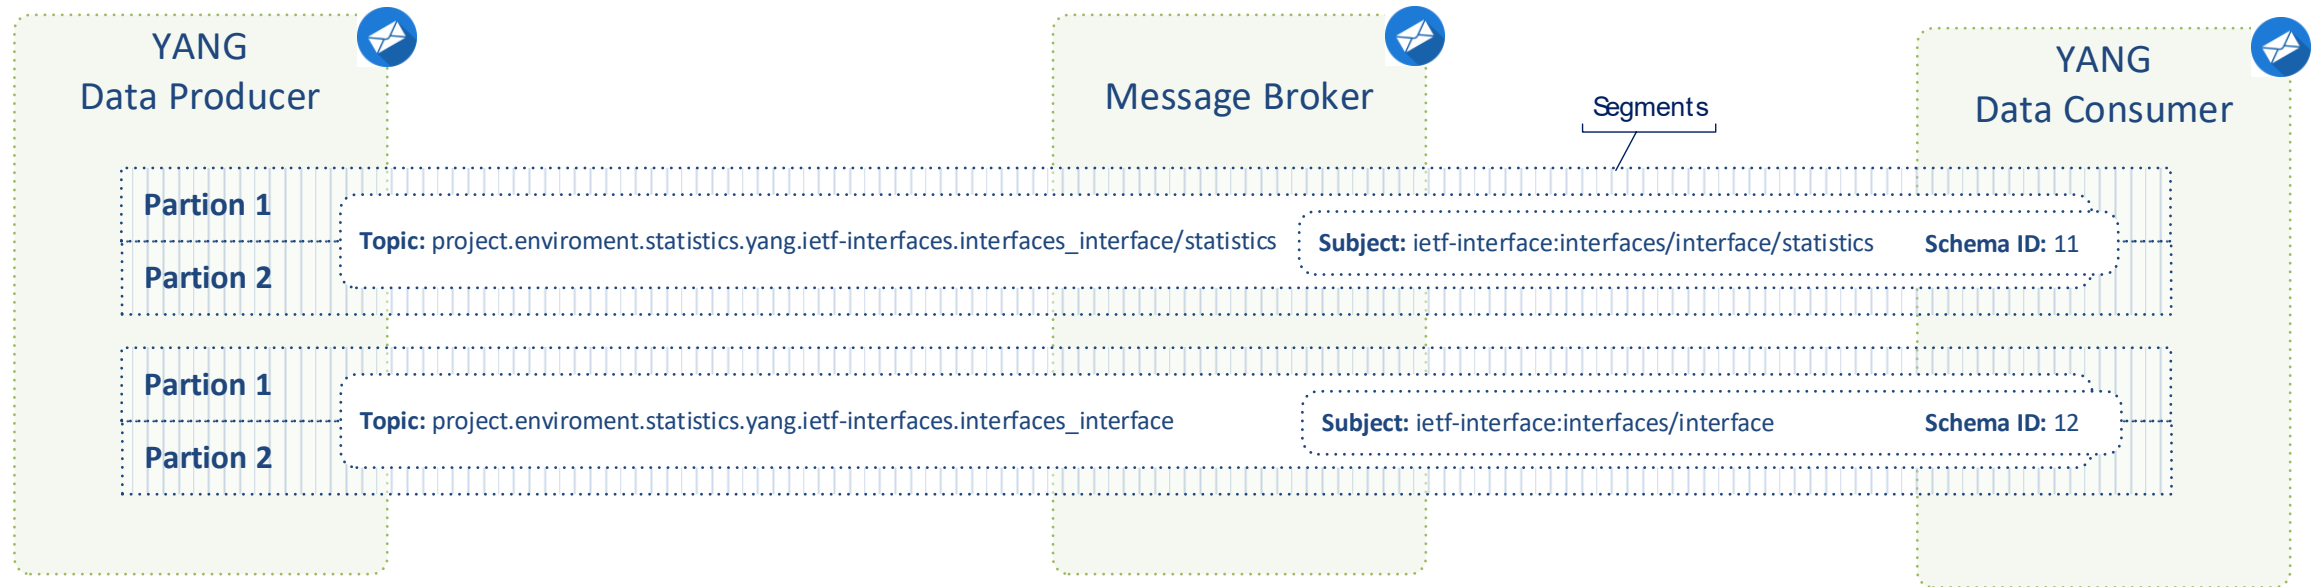 YANG
Data Producer
Message Broker
Segments
YANG
Data Consumer
Partion 1
Partion 2
Topic: project.enviroment.statistics.yang.ietf-interfaces.interfaces_interface/statistics
Subject: ietf-interface:interfaces/interface/statistics
Schema ID: 11
Partion 1
Partion 2
Topic: project.enviroment.statistics.yang.ietf-interfaces.interfaces_interface
Subject: ietf-interface:interfaces/interface
Schema ID: 12